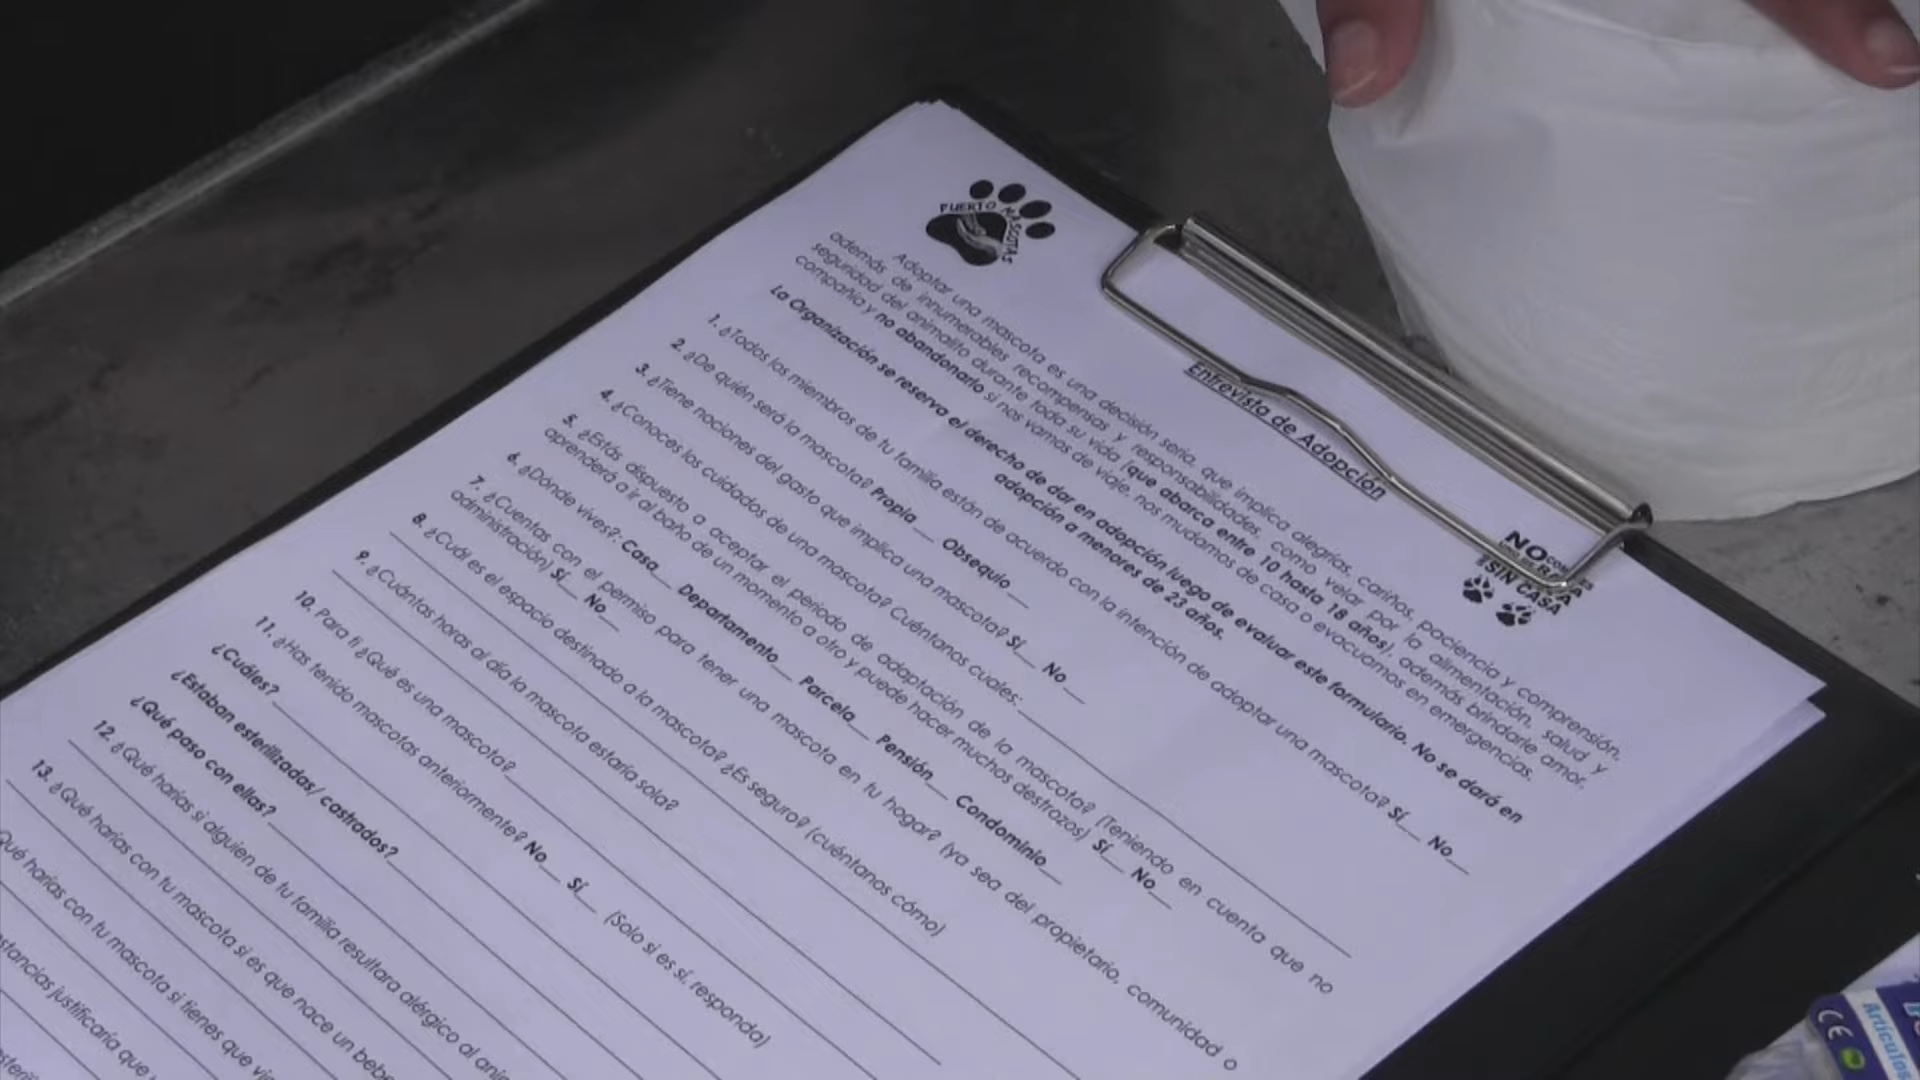 PUERTO MASCOTAS
NO
SIN CASA
Entrevista de Adopción
Adoptar una mascota es una decisión seria, que implica alegrías, cariños, paciencia y comprensión,
además de innumerables recompensas y responsabilidades, como velar por la alimentación, salud y
seguridad del animalito durante toda su vida (que abarca entre 10 hasta 18 años), además brindarle amor,
compañía y no abandonarlo si nos vamos de viaje, nos mudamos de casa o evacuamos en emergencias.
La Organización se reserva el derecho de dar en adopción luego de evaluar este formulario. No se dará en
adopción a menores de 23 años.
1. ¿Todos los miembros de tu familia están de acuerdo con la intención de adoptar una mascota? Sí__ No__
2. ¿De quién será la mascota? Propia__ Obsequio__
3. ¿Tiene nociones del gasto que implica una mascota? Sí__ No__
4. ¿Conoces los cuidados de una mascota? Cuéntanos cuales:
5. ¿Estás dispuesto a aceptar el periodo de adaptación de la mascota? (Teniendo en cuenta que no
aprenderá a ir al baño de un momento a otro y puede hacer muchos destrozos) Sí__ No__
6. ¿Dónde vives?: Casa__ Departamento__ Parcela__ Pensión__ Condominio__
7. ¿Cuentas con el permiso para tener una mascota en tu hogar? (ya sea del propietario, comunidad o
administración) Sí__ No__
8. ¿Cuál es el espacio destinado a la mascota? ¿Es seguro? (cuéntanos cómo)
9. ¿Cuántas horas al día la mascota estaría sola?
10. Para ti ¿Qué es una mascota?
11. ¿Has tenido mascotas anteriormente? No__ Sí__ (Solo si es sí, responda)
¿Cuáles?
¿Estaban esterilizadas/ castrados?
¿Qué paso con ellas?
12. ¿Qué harías si alguien de tu familia resultara alérgico al
13. ¿Qué harías con tu mascota si es que nace un bebe
Qué harías con tu mascota si tienes que
justificaría que
CE
Artículos